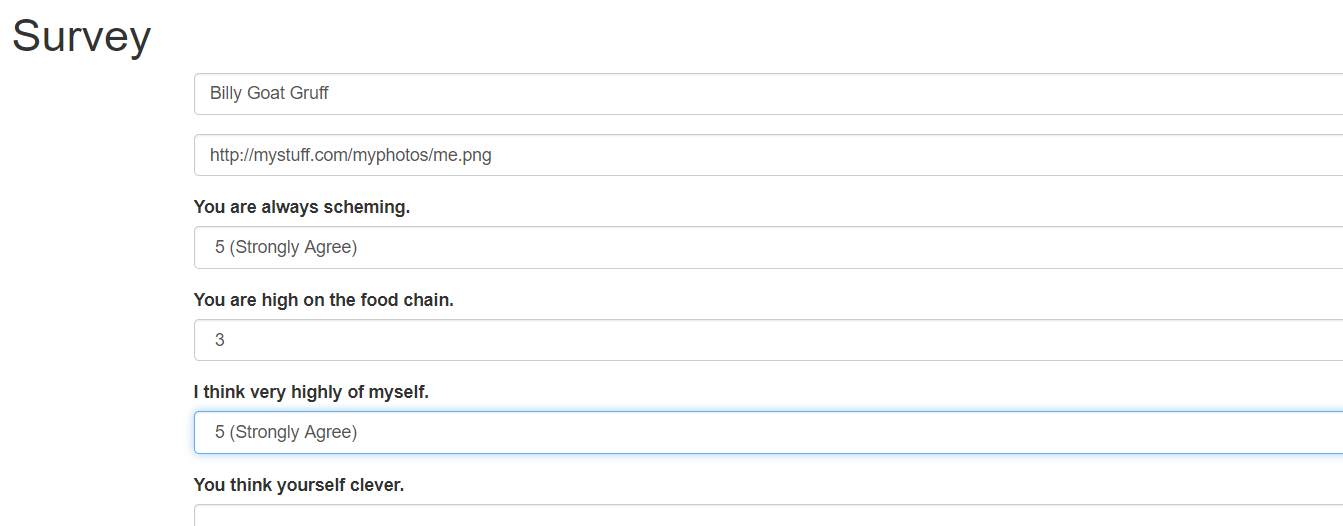 Survey
Billy Goat Gruff
http://mystuff.com/myphotos/me.png
You are always scheming.
5 (Strongly Agree)
You are high on the food chain.
3
I think very highly of myself.
5 (Strongly Agree)
You think yourself clever.